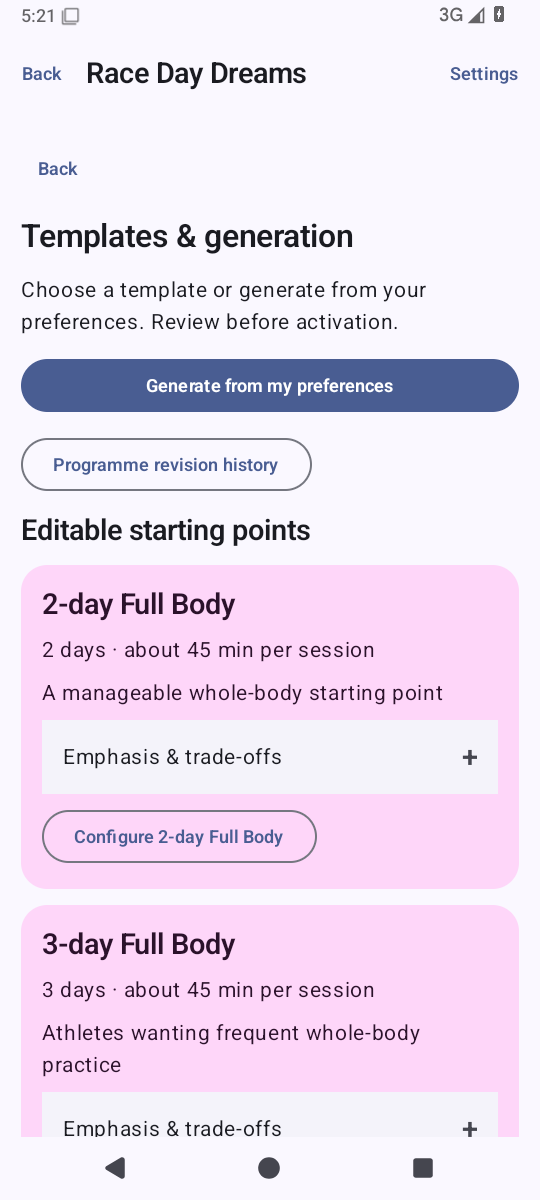 5:21
3G
Back
Race Day Dreams
Settings
Back
Templates & generation
Choose a template or generate from your
preferences. Review before activation.
Generate from my preferences
Programme revision history
Editable starting points
2-day Full Body
2 days · about 45 min per session
A manageable whole-body starting point
Emphasis & trade-offs
+
Configure 2-day Full Body
3-day Full Body
3 days · about 45 min per session
Athletes wanting frequent whole-body
practice
Emphasis & trade-offs
+